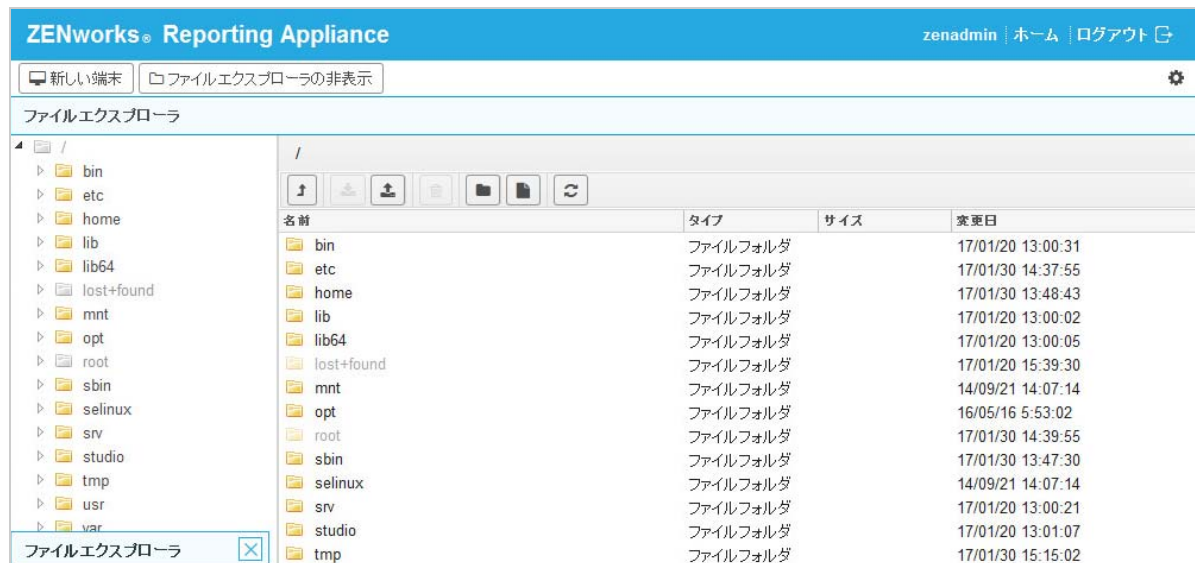 ZENworks® Reporting Appliance
zenadmin ホーム ログアウト
新しい端末 ファイルエクスプローラの非表示
ファイルエクスプローラ
/
bin
etc
home
lib
lib64
lost+found
mnt
opt
root
sbin
selinux
srv
studio
tmp
usr
var
ファイルエクスプローラ
/
名前 タイプ サイズ 変更日
bin ファイルフォルダ 17/01/20 13:00:31
etc ファイルフォルダ 17/01/30 14:37:55
home ファイルフォルダ 17/01/30 13:48:43
lib ファイルフォルダ 17/01/20 13:00:02
lib64 ファイルフォルダ 17/01/20 13:00:05
lost+found ファイルフォルダ 17/01/20 15:39:30
mnt ファイルフォルダ 14/09/21 14:07:14
opt ファイルフォルダ 16/05/16 5:53:02
root ファイルフォルダ 17/01/30 14:39:55
sbin ファイルフォルダ 17/01/30 13:47:30
selinux ファイルフォルダ 14/09/21 14:07:14
srv ファイルフォルダ 17/01/20 13:00:21
studio ファイルフォルダ 17/01/20 13:01:07
tmp ファイルフォルダ 17/01/30 15:15:02